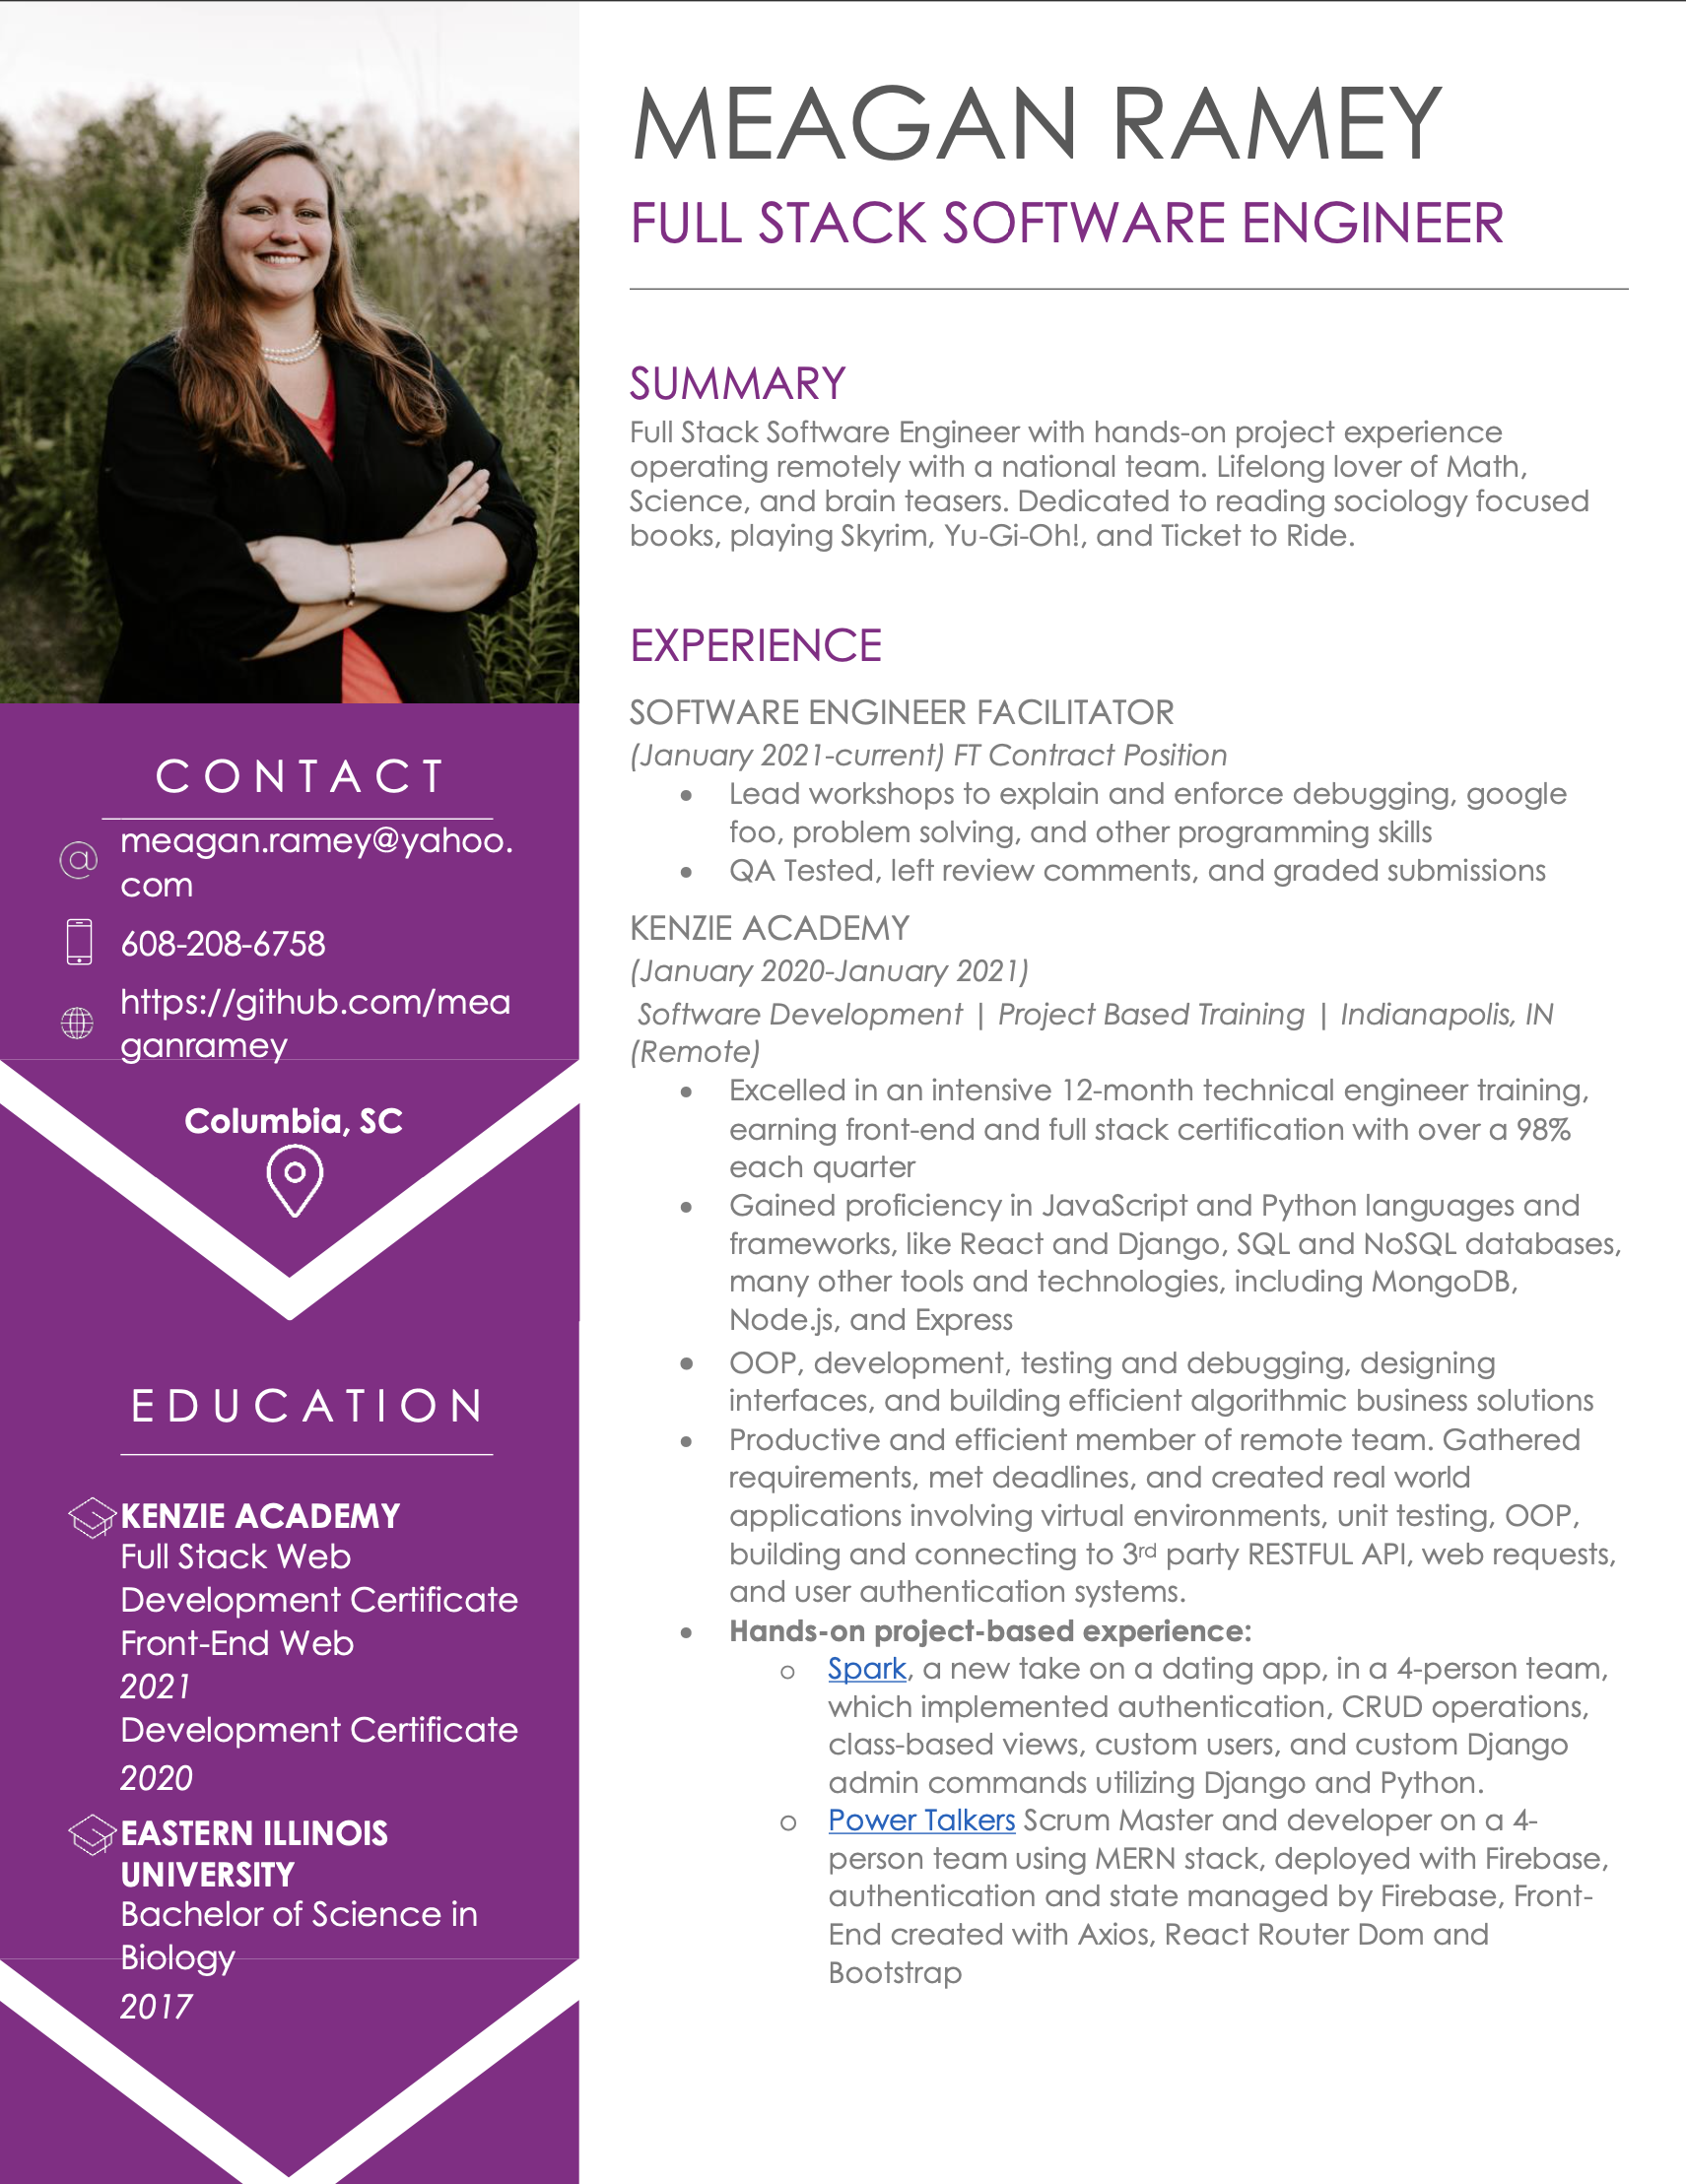 MEAGAN RAMEY
FULL STACK SOFTWARE ENGINEER
SUMMARY
Full Stack Software Engineer with hands-on project experience
operating remotely with a national team. Lifelong lover of Math,
Science, and brain teasers. Dedicated to reading sociology focused
books, playing Skyrim, Yu-Gi-Oh!, and Ticket to Ride.
EXPERIENCE
SOFTWARE ENGINEER FACILITATOR
(January 2021-current) FT Contract Position
• Lead workshops to explain and enforce debugging, google
foo, problem solving, and other programming skills
• QA Tested, left review comments, and graded submissions
KENZIE ACADEMY
(January 2020-January 2021)
Software Development | Project Based Training | Indianapolis, IN
(Remote)
• Excelled in an intensive 12-month technical engineer training,
earning front-end and full stack certification with over a 98%
each quarter
• Gained proficiency in JavaScript and Python languages and
frameworks, like React and Django, SQL and NoSQL databases,
many other tools and technologies, including MongoDB,
Node.js, and Express
• OOP, development, testing and debugging, designing
interfaces, and building efficient algorithmic business solutions
• Productive and efficient member of remote team. Gathered
requirements, met deadlines, and created real world
applications involving virtual environments, unit testing, OOP,
building and connecting to 3rd party RESTFUL API, web requests,
and user authentication systems.
• Hands-on project-based experience:
o Spark, a new take on a dating app, in a 4-person team,
which implemented authentication, CRUD operations,
class-based views, custom users, and custom Django
admin commands utilizing Django and Python.
o Power Talkers Scrum Master and developer on a 4-
person team using MERN stack, deployed with Firebase,
authentication and state managed by Firebase, Front-
End created with Axios, React Router Dom and
Bootstrap
CONTACT
meagan.ramey@yahoo.
com
608-208-6758
https://github.com/mea
ganramey
Columbia, SC
EDUCATION
KENZIE ACADEMY
Full Stack Web
Development Certificate
Front-End Web
2021
Development Certificate
2020
EASTERN ILLINOIS
UNIVERSITY
Bachelor of Science in
Biology
2017